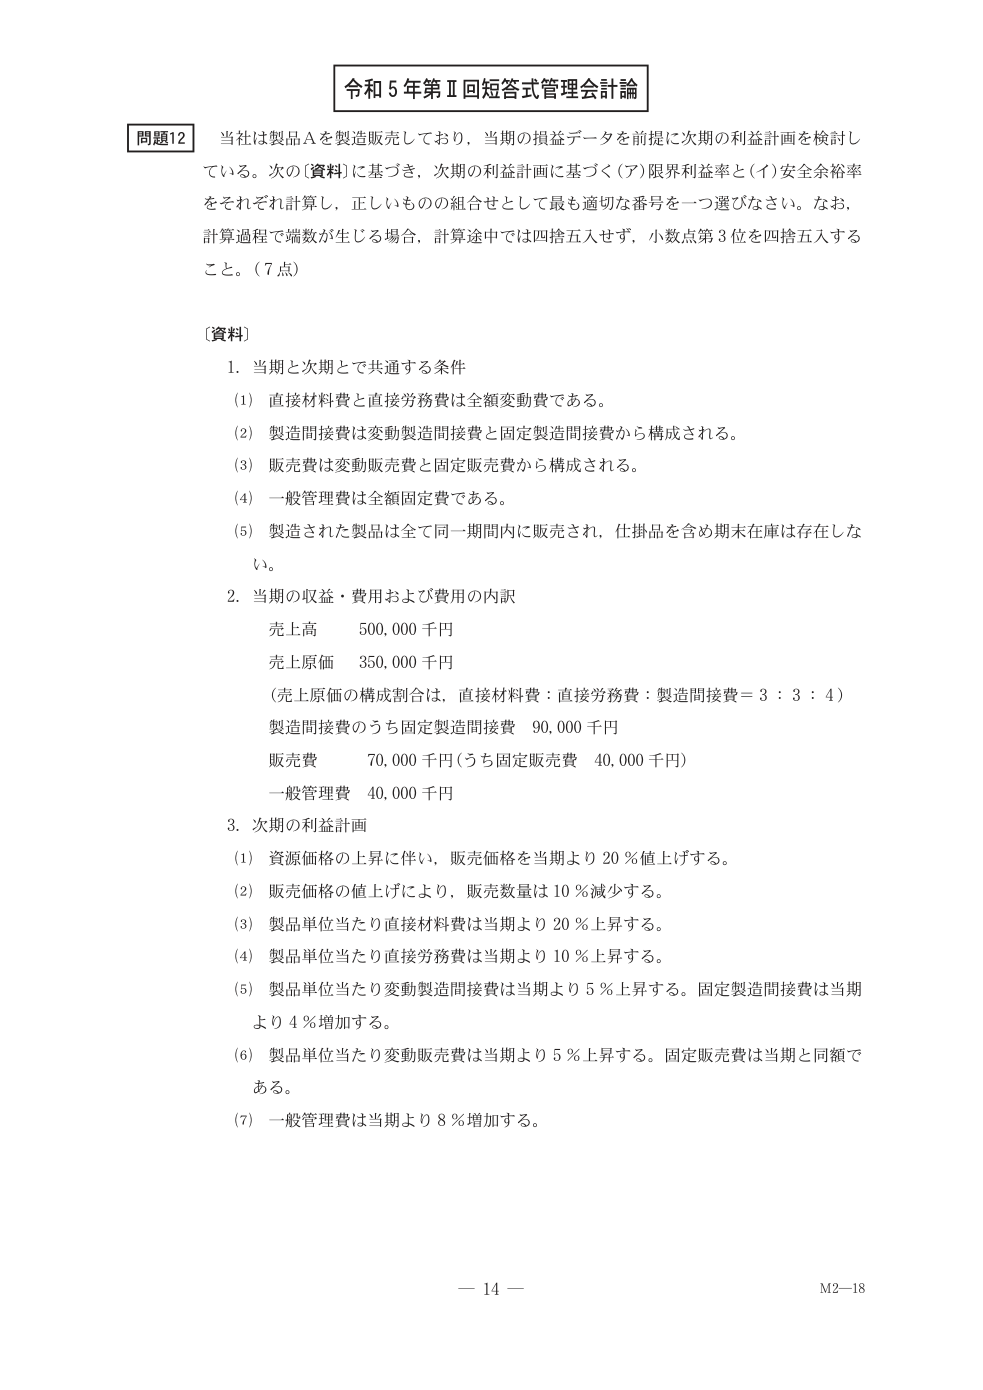 令和5年第Ⅱ回短答式管理会計論
問題12　当社は製品Aを製造販売しており，当期の損益データを前提に次期の利益計画を検討し
ている。次の〔資料〕に基づき，次期の利益計画に基づく(ア)限界利益率と(イ)安全余裕率
をそれぞれ計算し，正しいものの組合せとして最も適切な番号を一つ選びなさい。なお，
計算過程で端数が生じる場合，計算途中では四捨五入せず，小数点第3位を四捨五入する
こと。(7点)
〔資料〕
1．当期と次期とで共通する条件
⑴　直接材料費と直接労務費は全額変動費である。
⑵　製造間接費は変動製造間接費と固定製造間接費から構成される。
⑶　販売費は変動販売費と固定販売費から構成される。
⑷　一般管理費は全額固定費である。
⑸　製造された製品は全て同一期間内に販売され，仕掛品を含め期末在庫は存在しな
い。
2．当期の収益・費用および費用の内訳
売上高　500,000千円
売上原価　350,000千円
(売上原価の構成割合は，直接材料費：直接労務費：製造間接費＝3：3：4)
製造間接費のうち固定製造間接費　90,000千円
販売費　70,000千円(うち固定販売費　40,000千円)
一般管理費　40,000千円
3．次期の利益計画
⑴　資源価格の上昇に伴い，販売価格を当期より20％値上げする。
⑵　販売価格の値上げにより，販売数量は10％減少する。
⑶　製品単位当たり直接材料費は当期より20％上昇する。
⑷　製品単位当たり直接労務費は当期より10％上昇する。
⑸　製品単位当たり変動製造間接費は当期より5％上昇する。固定製造間接費は当期
より4％増加する。
⑹　製品単位当たり変動販売費は当期より5％上昇する。固定販売費は当期と同額で
ある。
⑺　一般管理費は当期より8％増加する。
― 14 ―　M2―18